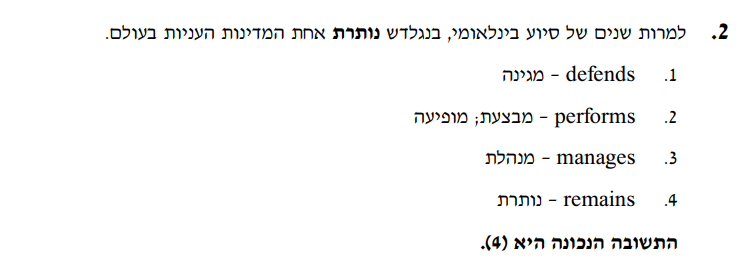 2. למרות שנים של סיוע בינלאומי, בנגלדש נותרת אחת המדינות העניות בעולם.
1. defends – מגינה
2. performs – מבצעת; מופיעה
3. manages – מנהלת
4. remains – נותרת
התשובה הנכונה היא (4).